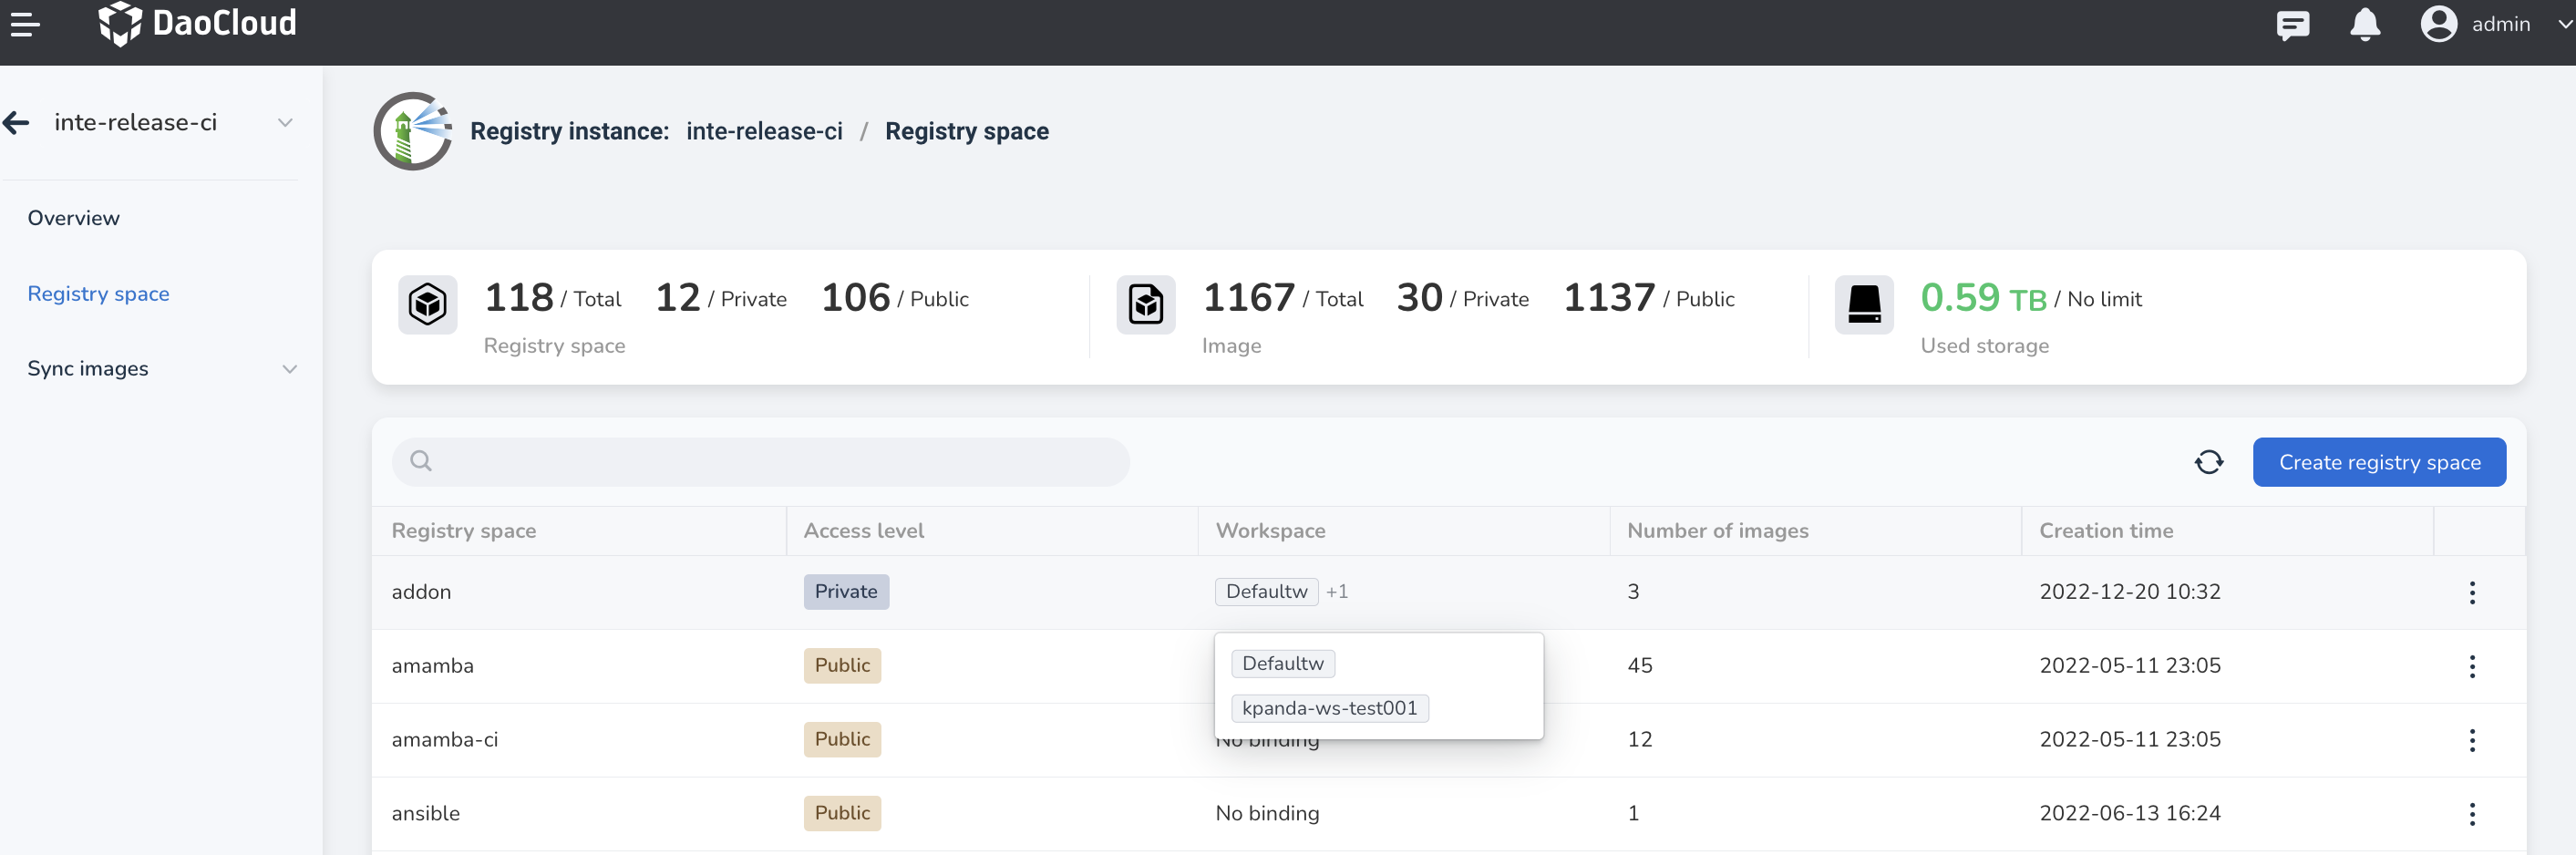 DaoCloud
admin
inte-release-ci
Overview
Registry space
Sync images
Registry instance: inte-release-ci / Registry space
118 / Total 12 / Private 106 / Public
Registry space
1167 / Total 30 / Private 1137 / Public
Image
0.59 TB / No limit
Used storage
Create registry space
Registry space Access level Workspace Number of images Creation time
addon Private Defaultw +1 3 2022-12-20 10:32
amamba Public 45 2022-05-11 23:05
Defaultw
kpanda-ws-test001
amamba-ci Public No binding 12 2022-05-11 23:05
ansible Public No binding 1 2022-06-13 16:24